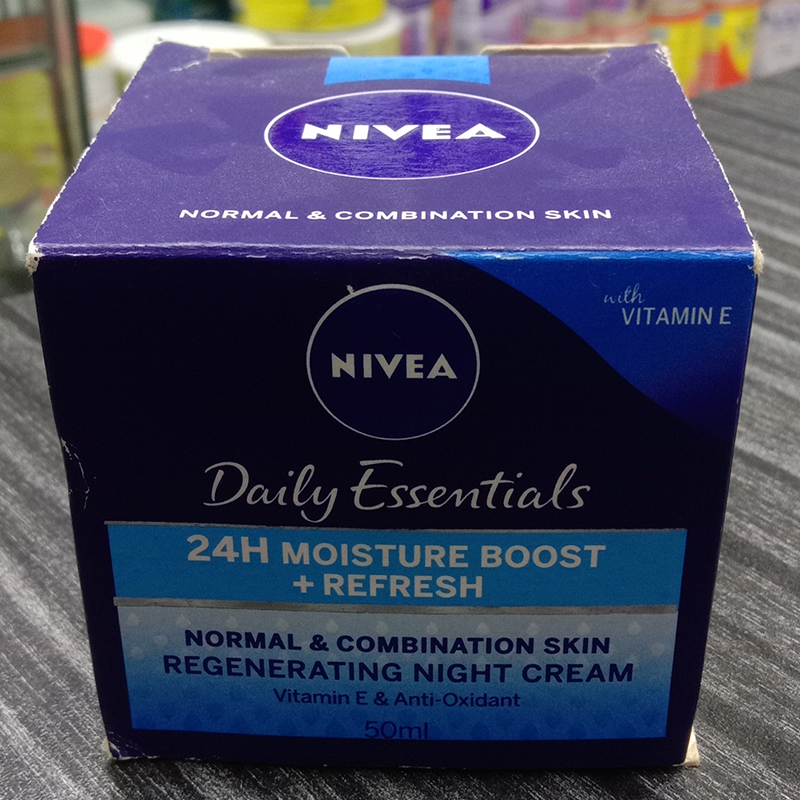 NIVEA
NORMAL & COMBINATION SKIN
with
VITAMIN E
NIVEA
Daily Essentials
24H MOISTURE BOOST
+ REFRESH
NORMAL & COMBINATION SKIN
REGENERATING NIGHT CREAM
Vitamin E & Anti-Oxidant
50ml